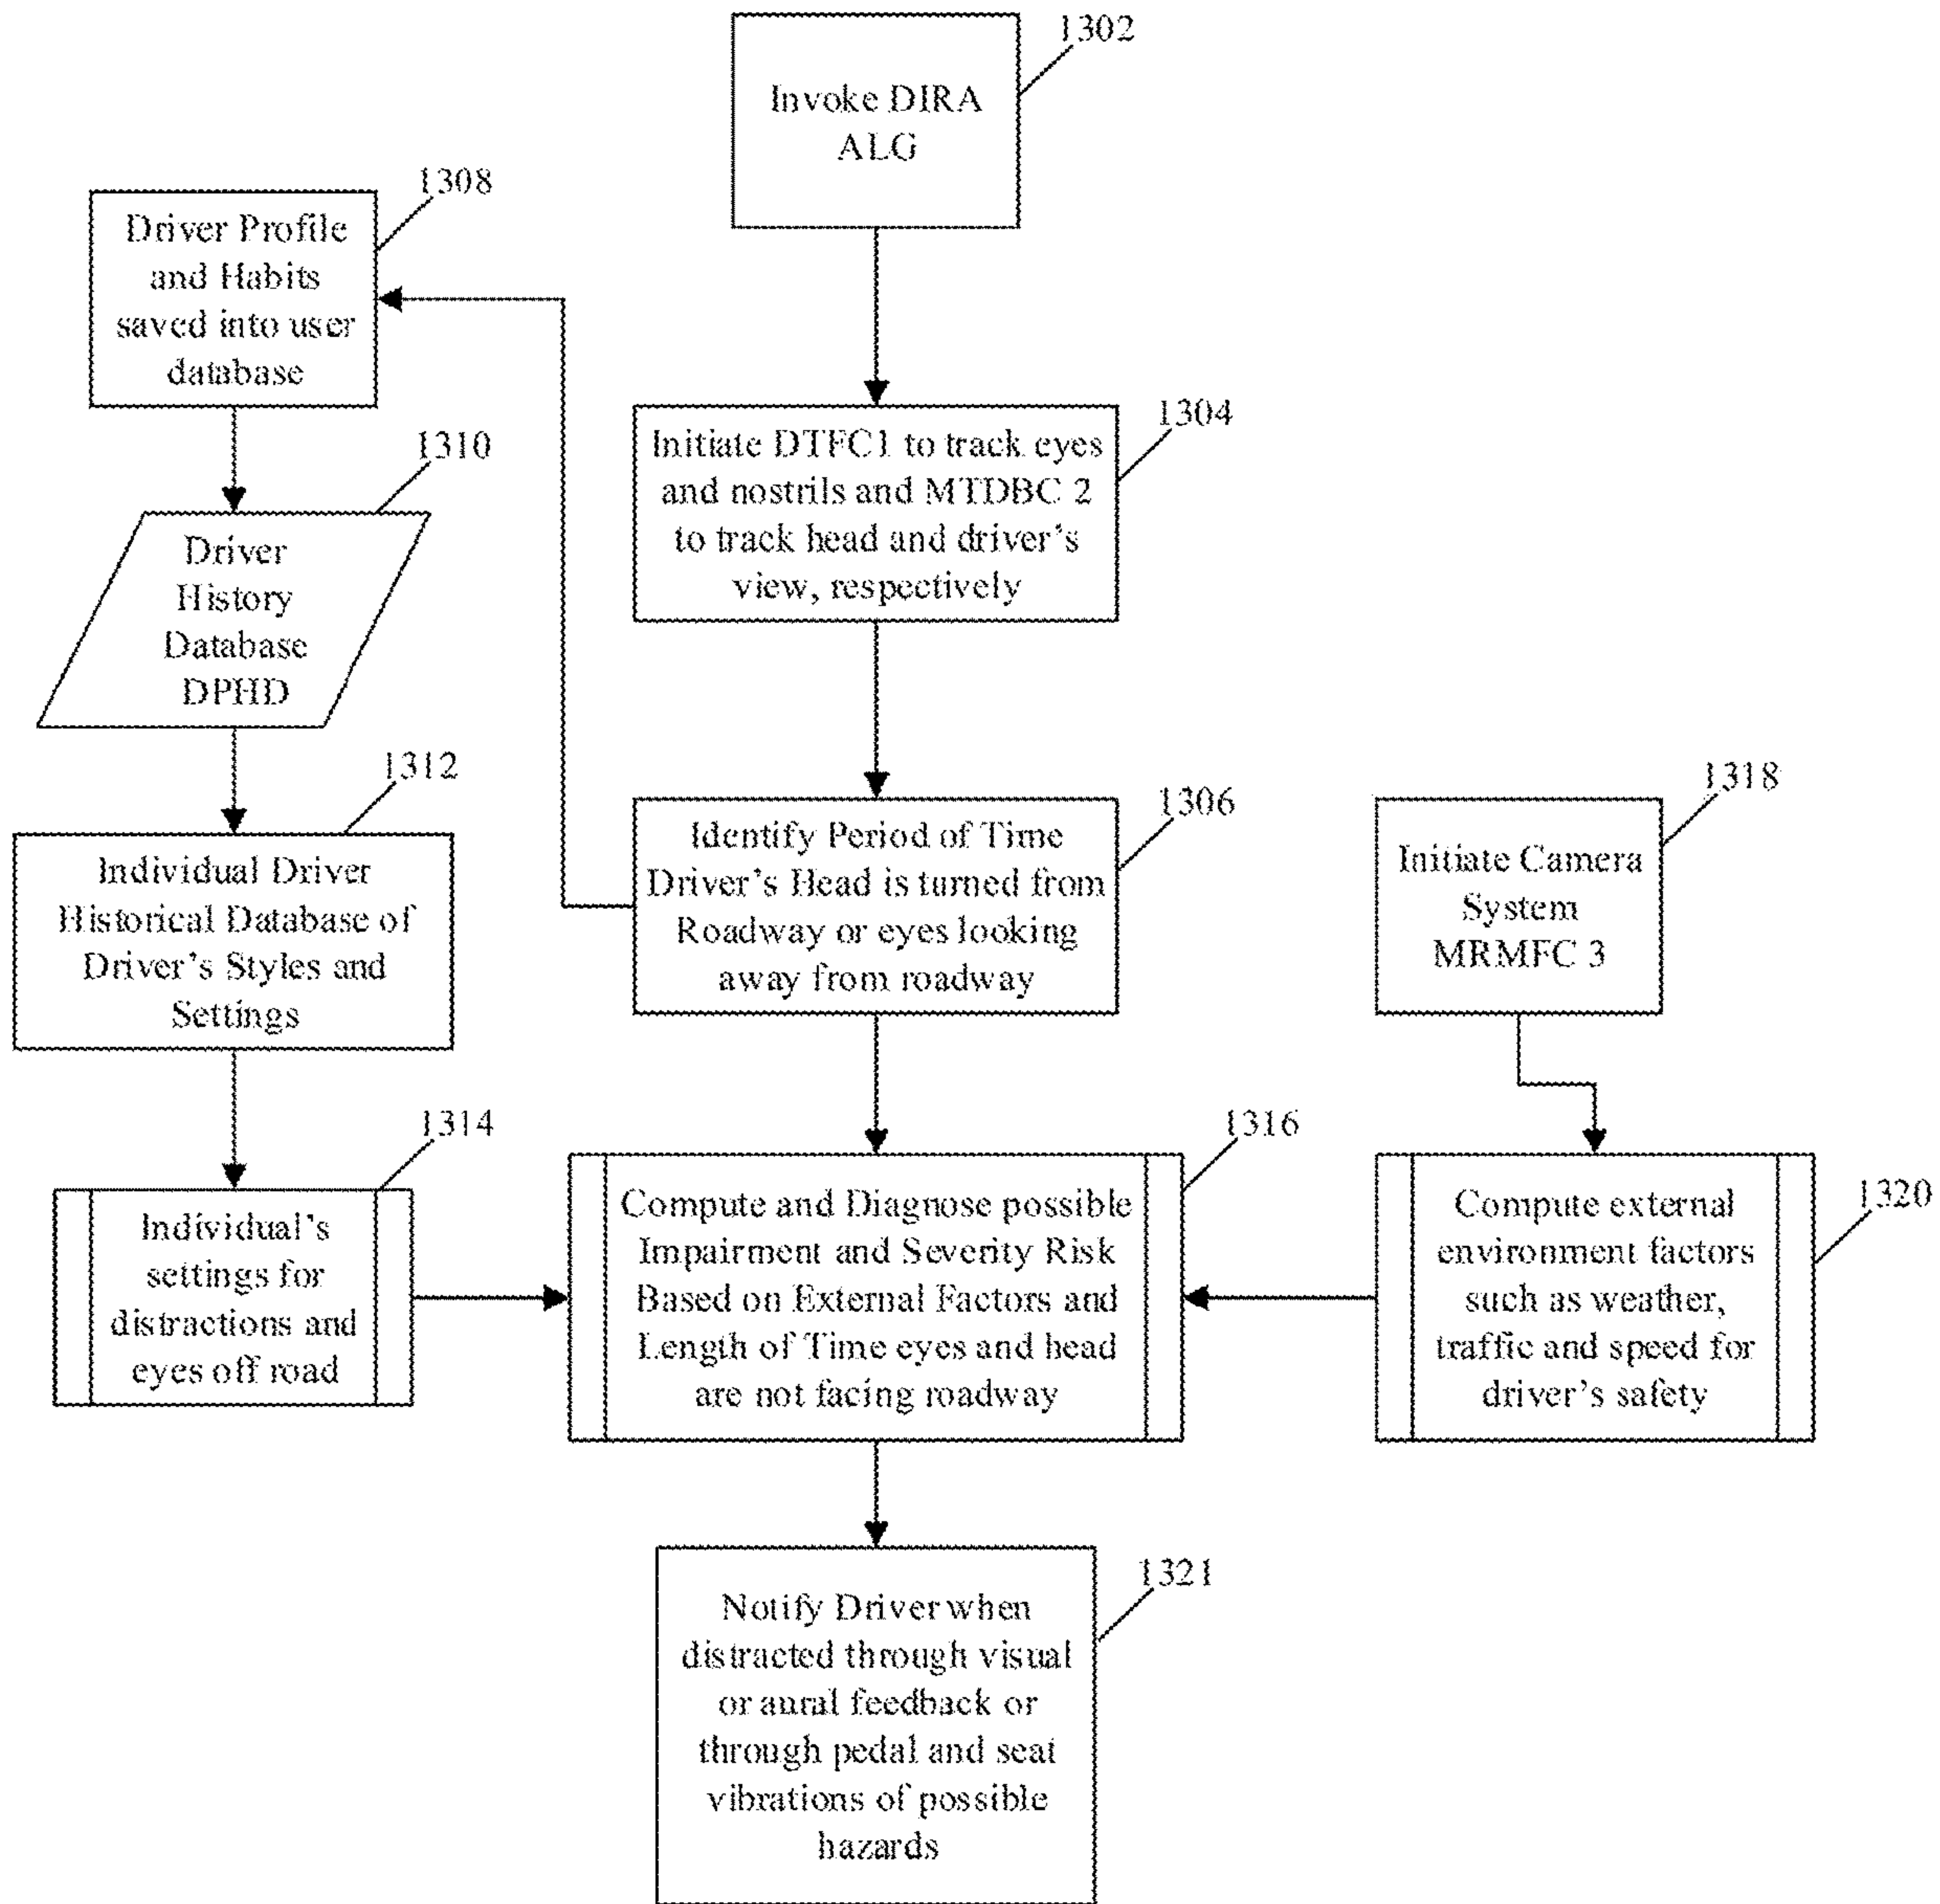 1302
Invoke DIRA
ALG
1308
Driver Profile
and Habits
saved into user
database
1304
Initiate DTFC1 to track eyes
and nostrils and MTDBC 2
to track head and driver's
view, respectively
1310
Driver
History
Database
DPHD
1312
Individual Driver
Historical Database of
Driver's Styles and
Settings
1306
Identify Period of Time
Driver's Head is turned from
Roadway or eyes looking
away from roadway
1318
Initiate Camera
System
MRMFC 3
1314
Individual's
settings for
distractions and
eyes off road
1316
Compute and Diagnose possible
Impairment and Severity Risk
Based on External Factors and
Length of Time eyes and head
are not facing roadway
1320
Compute external
environment factors
such as weather,
traffic and speed for
driver's safety
1321
Notify Driver when
distracted through visual
or aural feedback or
through pedal and seat
vibrations of possible
hazards